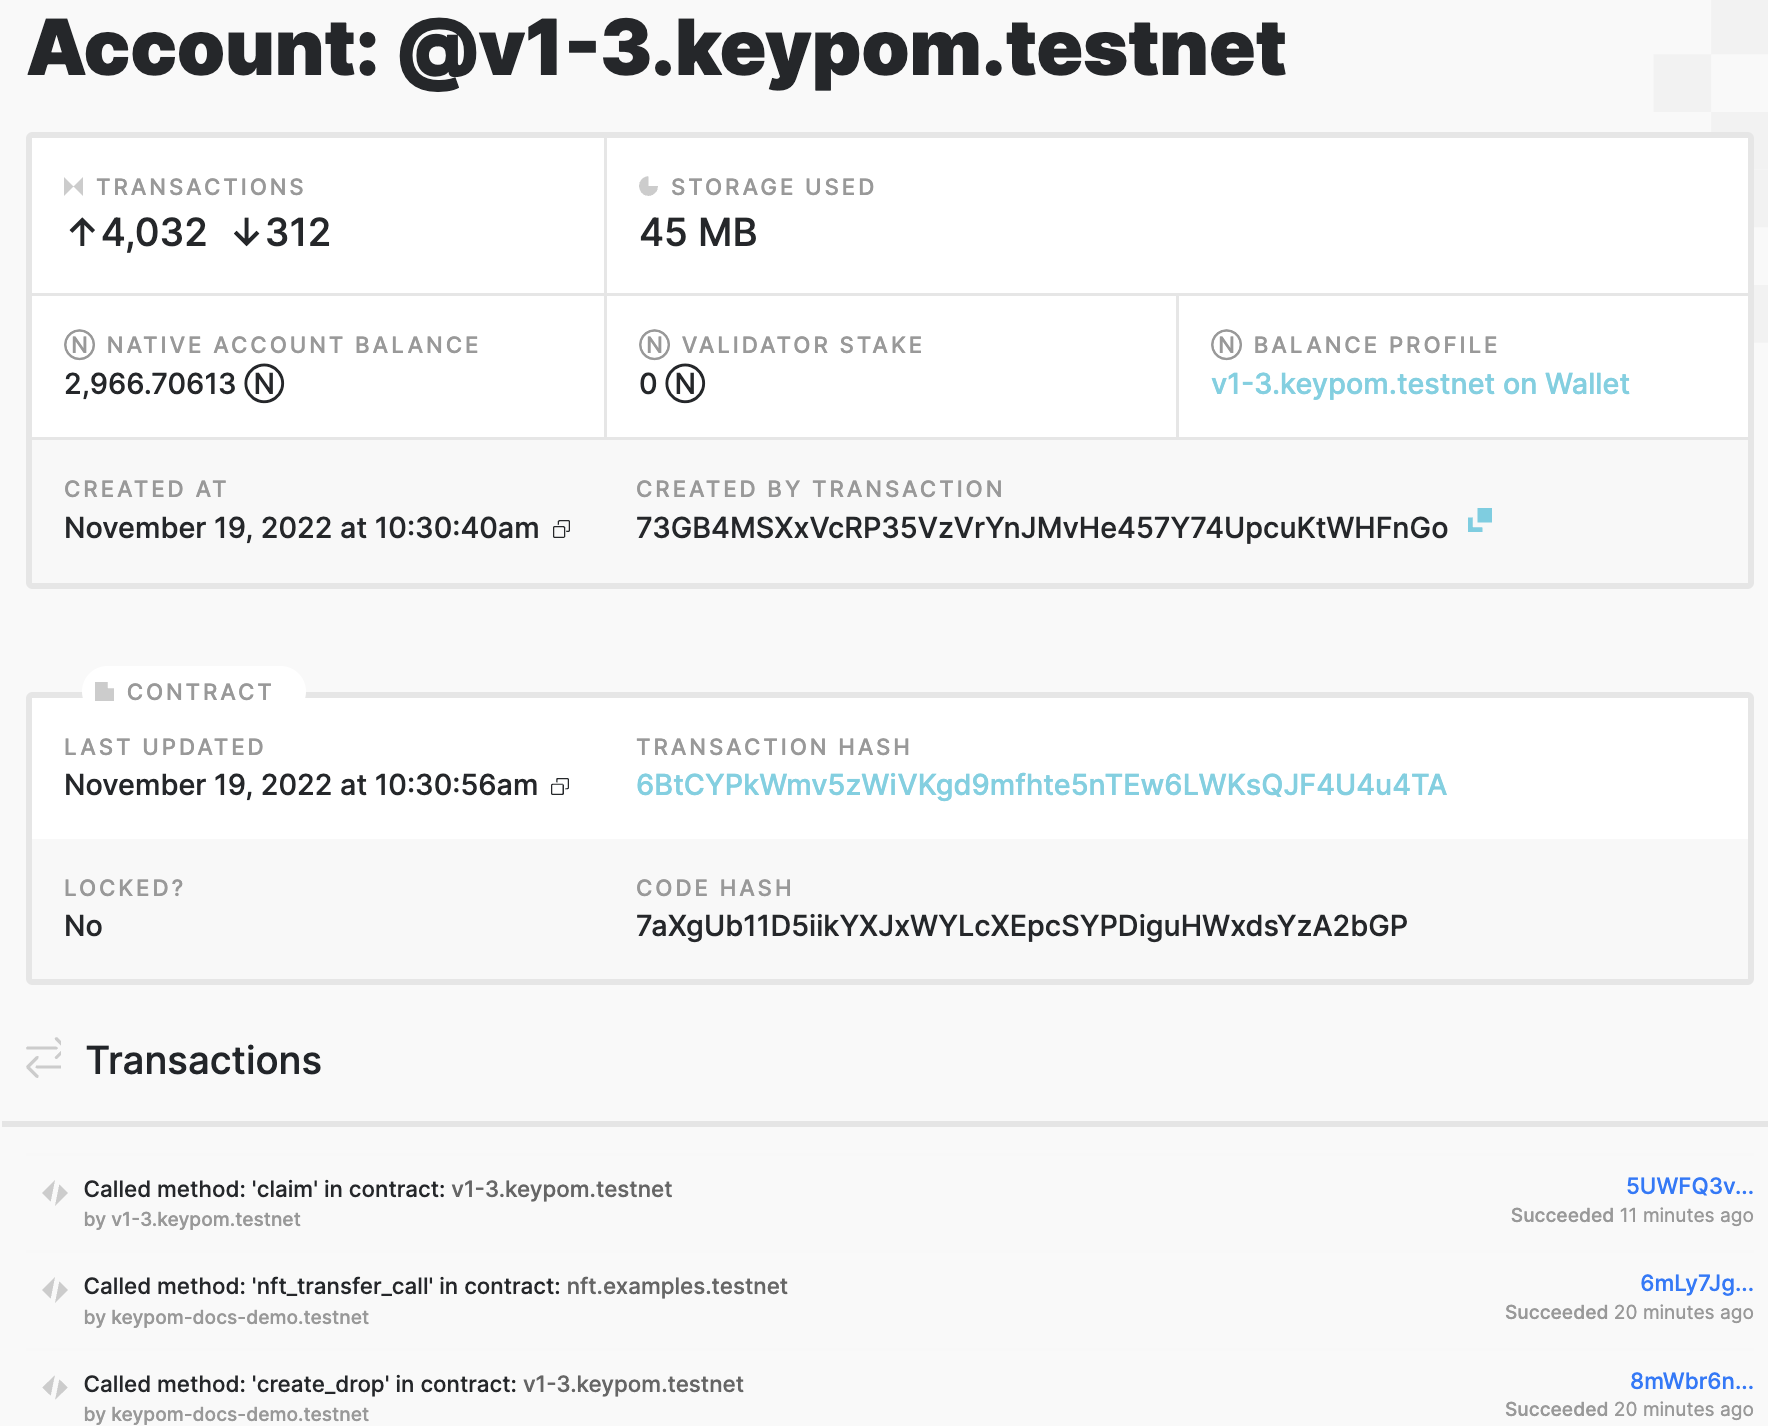 Account: @v1-3.keypom.testnet
TRANSACTIONS
↑4,032 ↓312
STORAGE USED
45 MB
NATIVE ACCOUNT BALANCE
2,966.70613 N
VALIDATOR STAKE
0 N
BALANCE PROFILE
v1-3.keypom.testnet on Wallet
CREATED AT
November 19, 2022 at 10:30:40am
CREATED BY TRANSACTION
73GB4MSXxVcRP35VzVrYnJMvHe457Y74UpcuKtWHFnGo
CONTRACT
LAST UPDATED
November 19, 2022 at 10:30:56am
TRANSACTION HASH
6BtCYPkWmv5zWiVKgd9mfhte5nTEw6LWKsQJF4U4u4TA
LOCKED?
No
CODE HASH
7aXgUb11D5iikYXJxWYLcXEpcSYPDiguHWxdsYzA2bGP
Transactions
Called method: 'claim' in contract: v1-3.keypom.testnet
by v1-3.keypom.testnet
5UWFQ3v...
Succeeded 11 minutes ago
Called method: 'nft_transfer_call' in contract: nft.examples.testnet
by keypom-docs-demo.testnet
6mLy7Jg...
Succeeded 20 minutes ago
Called method: 'create_drop' in contract: v1-3.keypom.testnet
by keypom-docs-demo.testnet
8mWbr6n...
Succeeded 20 minutes ago